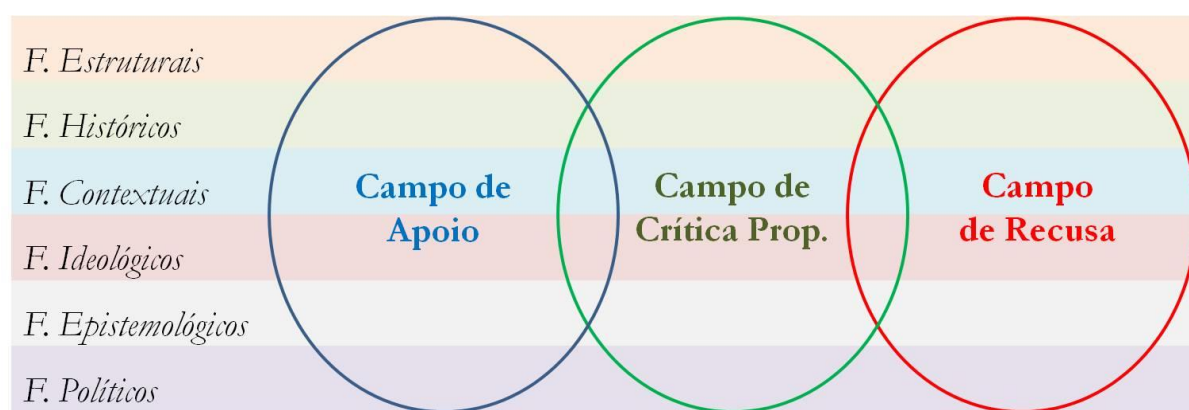 F. Estruturais
F. Históricos
F. Contextuais
F. Ideológicos
F. Epistemológicos
F. Políticos
Campo de
Apoio
Campo de
Crítica Prop.
Campo
de Recusa